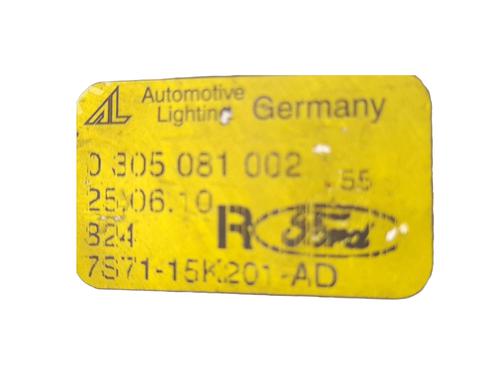 AL Automotive Lighting Germany
0 305 081 002
55
25.06.10
824
R Ford
7S71-15K201-AD